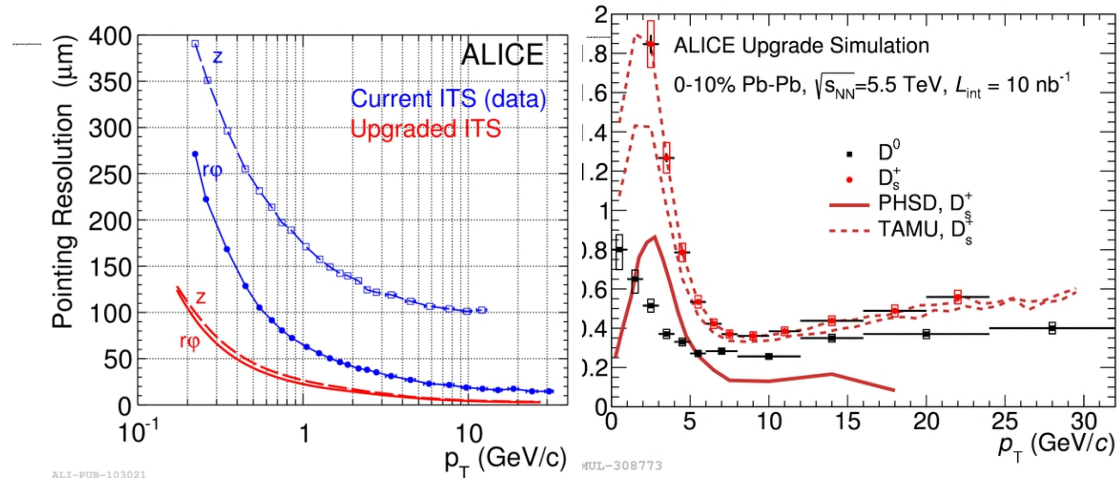 400
350
300
250
200
150
100
50
0
Pointing Resolution (μm)
ALICE
Current ITS (data)
Upgraded ITS
z
rφ
z
rφ
10⁻¹
1
10
p_T (GeV/c)
ALI-PUB-103021
2
1.8
1.6
1.4
1.2
1
0.8
0.6
0.4
0.2
0
ALICE Upgrade Simulation
0-10% Pb-Pb, √s_NN=5.5 TeV, L_int = 10 nb⁻¹
D⁰
D_s⁺
PHSD, D_s⁺
TAMU, D_s⁺
0 5 10 15 20 25 30
p_T (GeV/c)
MUL-308773